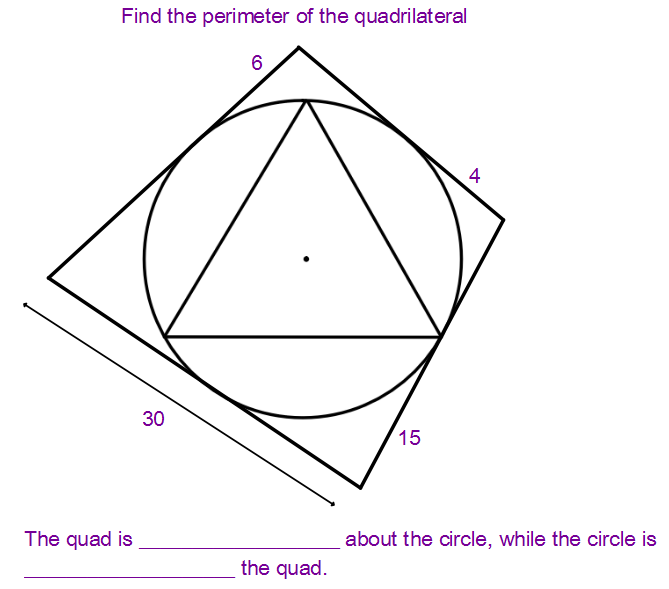 Find the perimeter of the quadrilateral
6
4
30
15
The quad is __________________ about the circle, while the circle is
___________________ the quad.